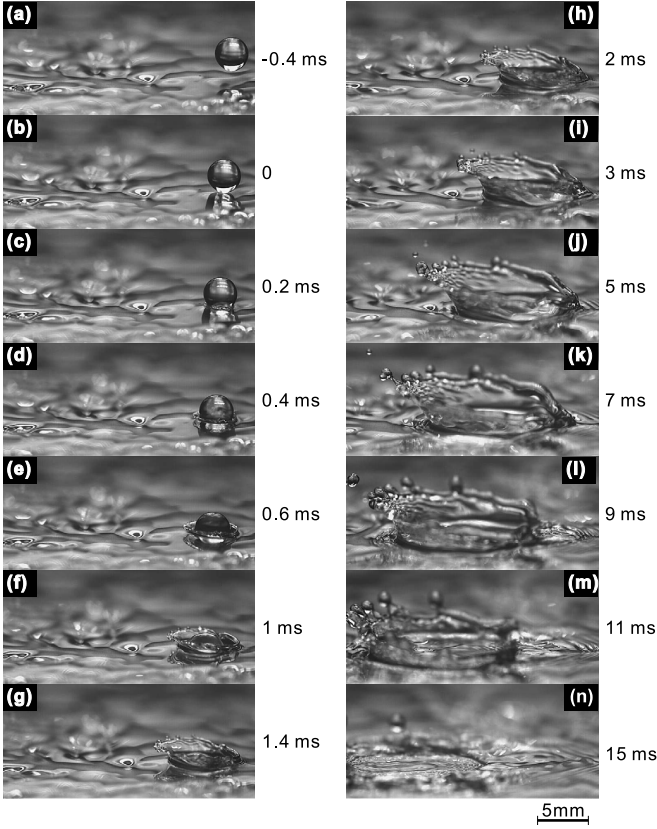 (a)
-0.4 ms
(b)
0
(c)
0.2 ms
(d)
0.4 ms
(e)
0.6 ms
(f)
1 ms
(g)
1.4 ms
(h)
2 ms
(i)
3 ms
(j)
5 ms
(k)
7 ms
(l)
9 ms
(m)
11 ms
(n)
15 ms
5mm